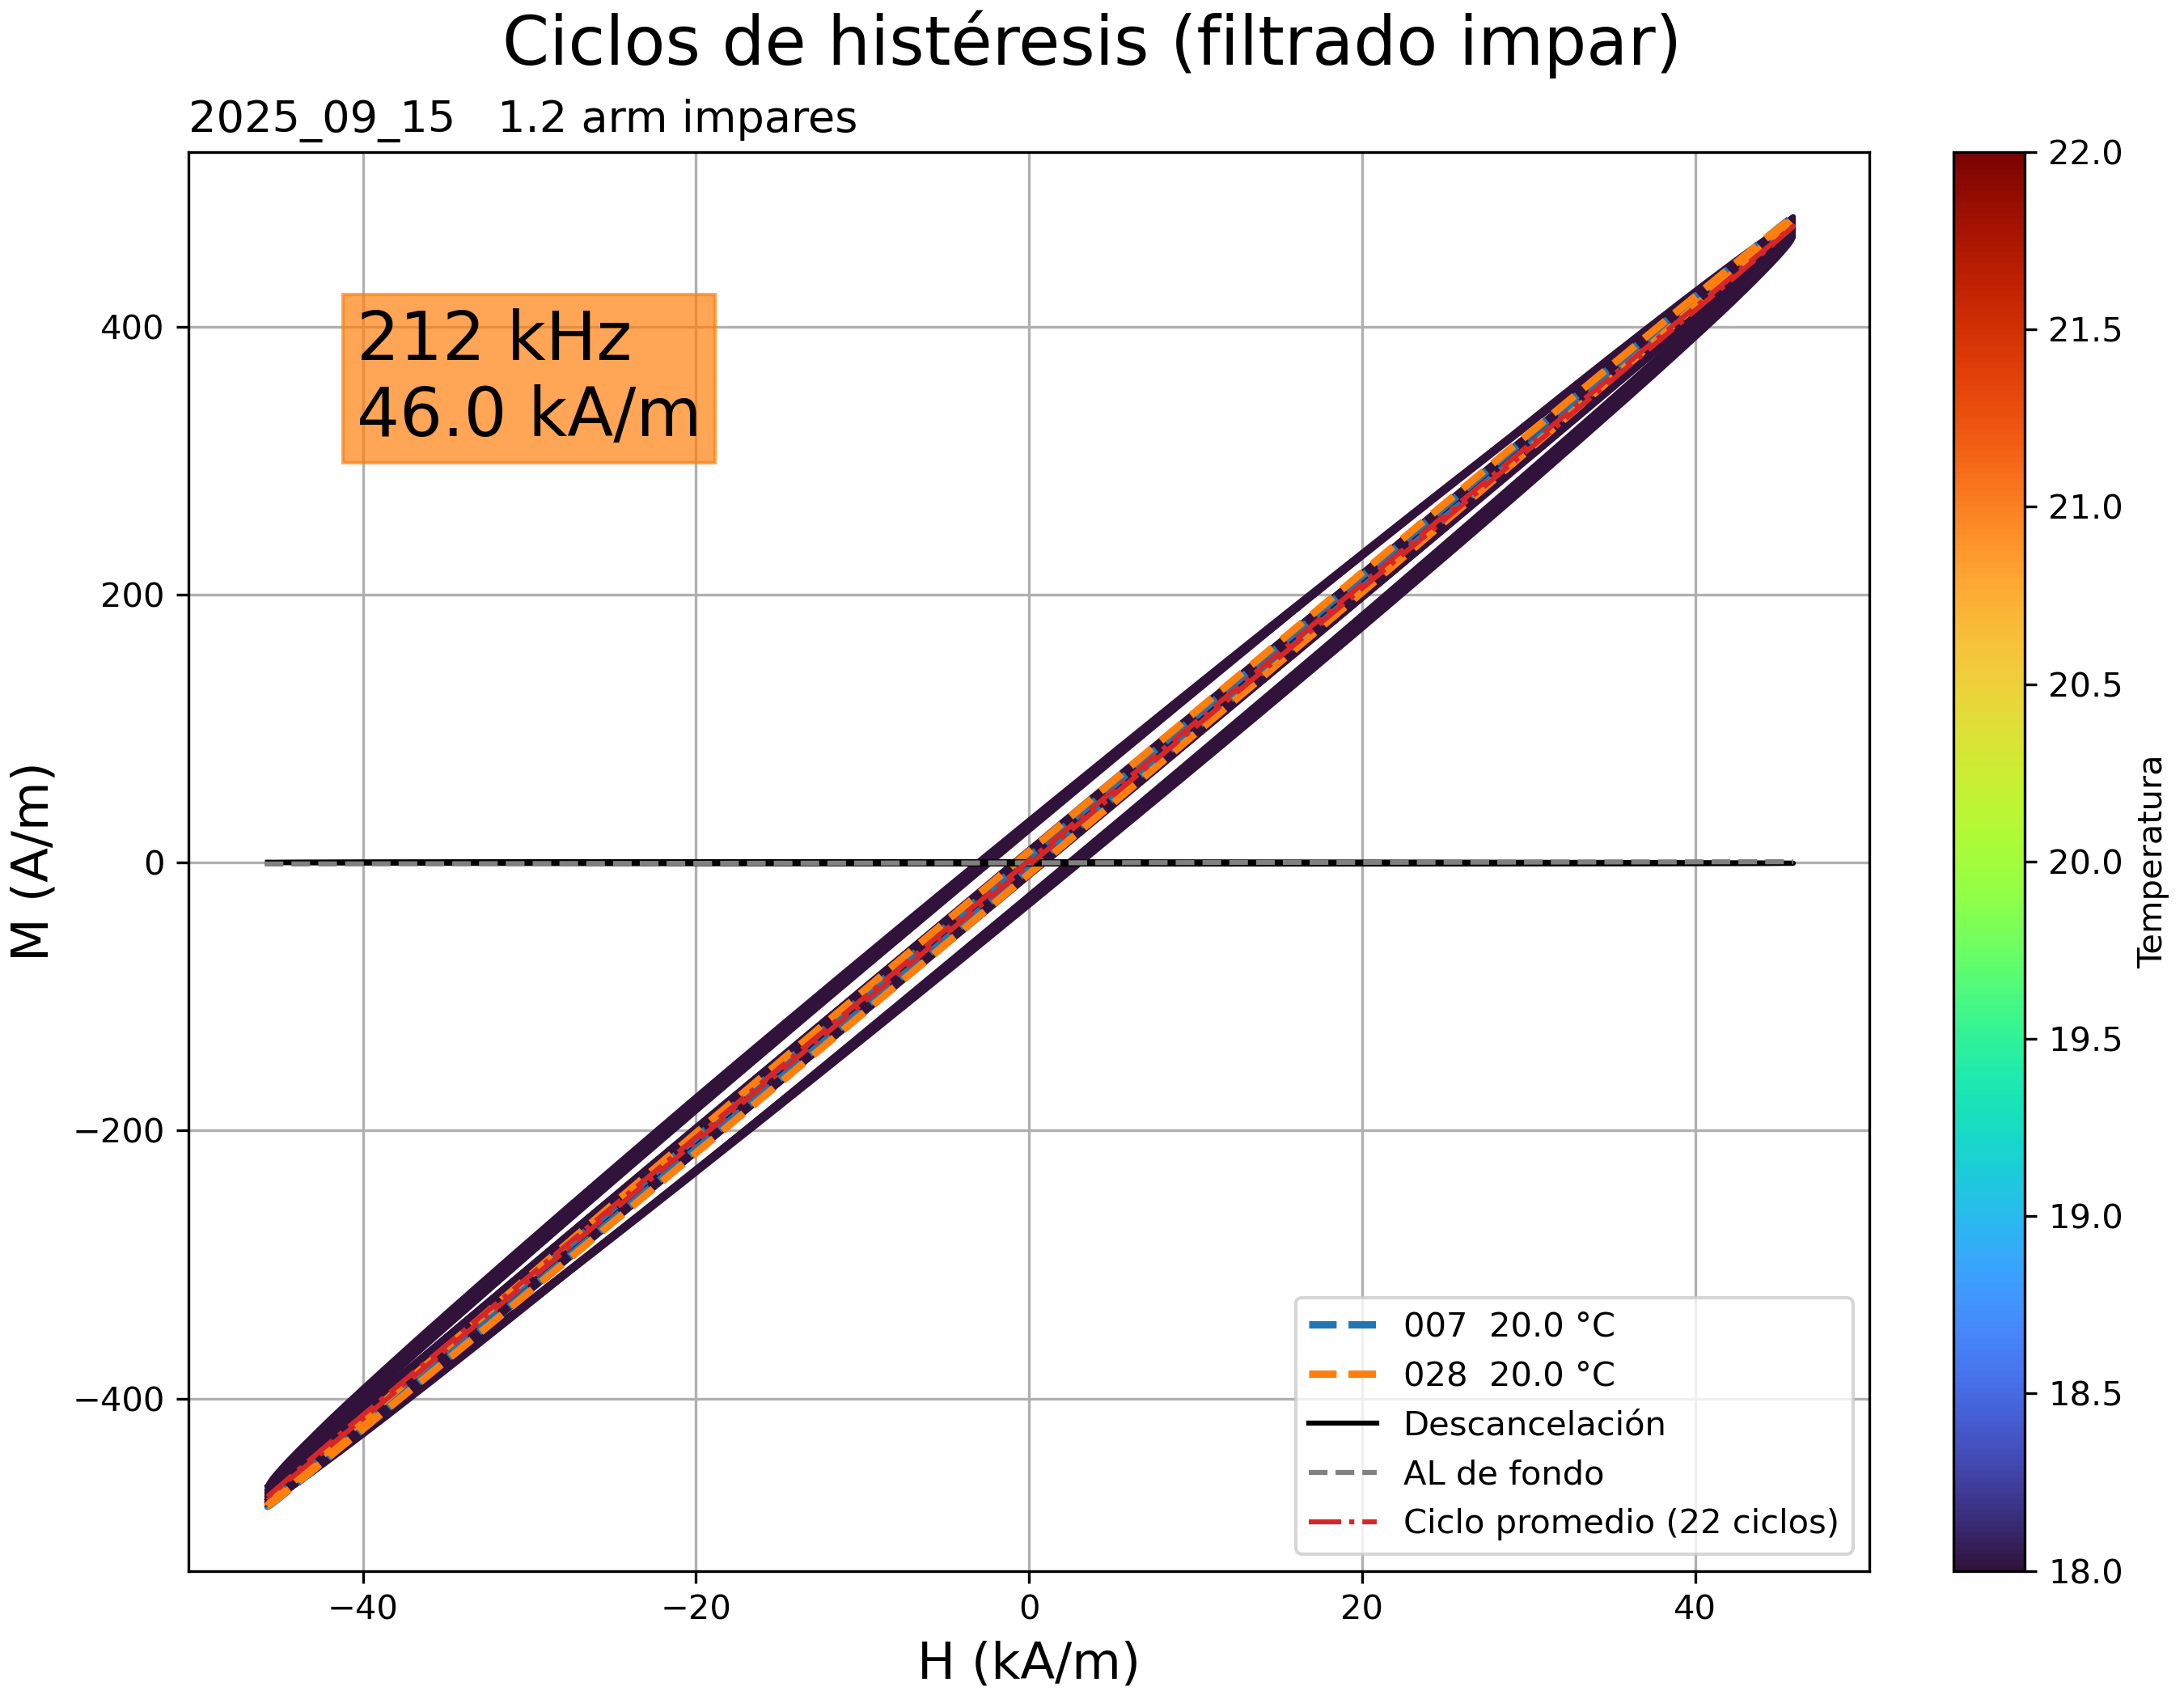 Ciclos de histéresis (filtrado impar)
2025_09_15   1.2 arm impares
212 kHz
46.0 kA/m
400
200
0
−200
−400
M (A/m)
−40
−20
0
20
40
H (kA/m)
007  20.0 °C
028  20.0 °C
Descancelación
AL de fondo
Ciclo promedio (22 ciclos)
22.0
21.5
21.0
20.5
20.0
19.5
19.0
18.5
18.0
Temperatura